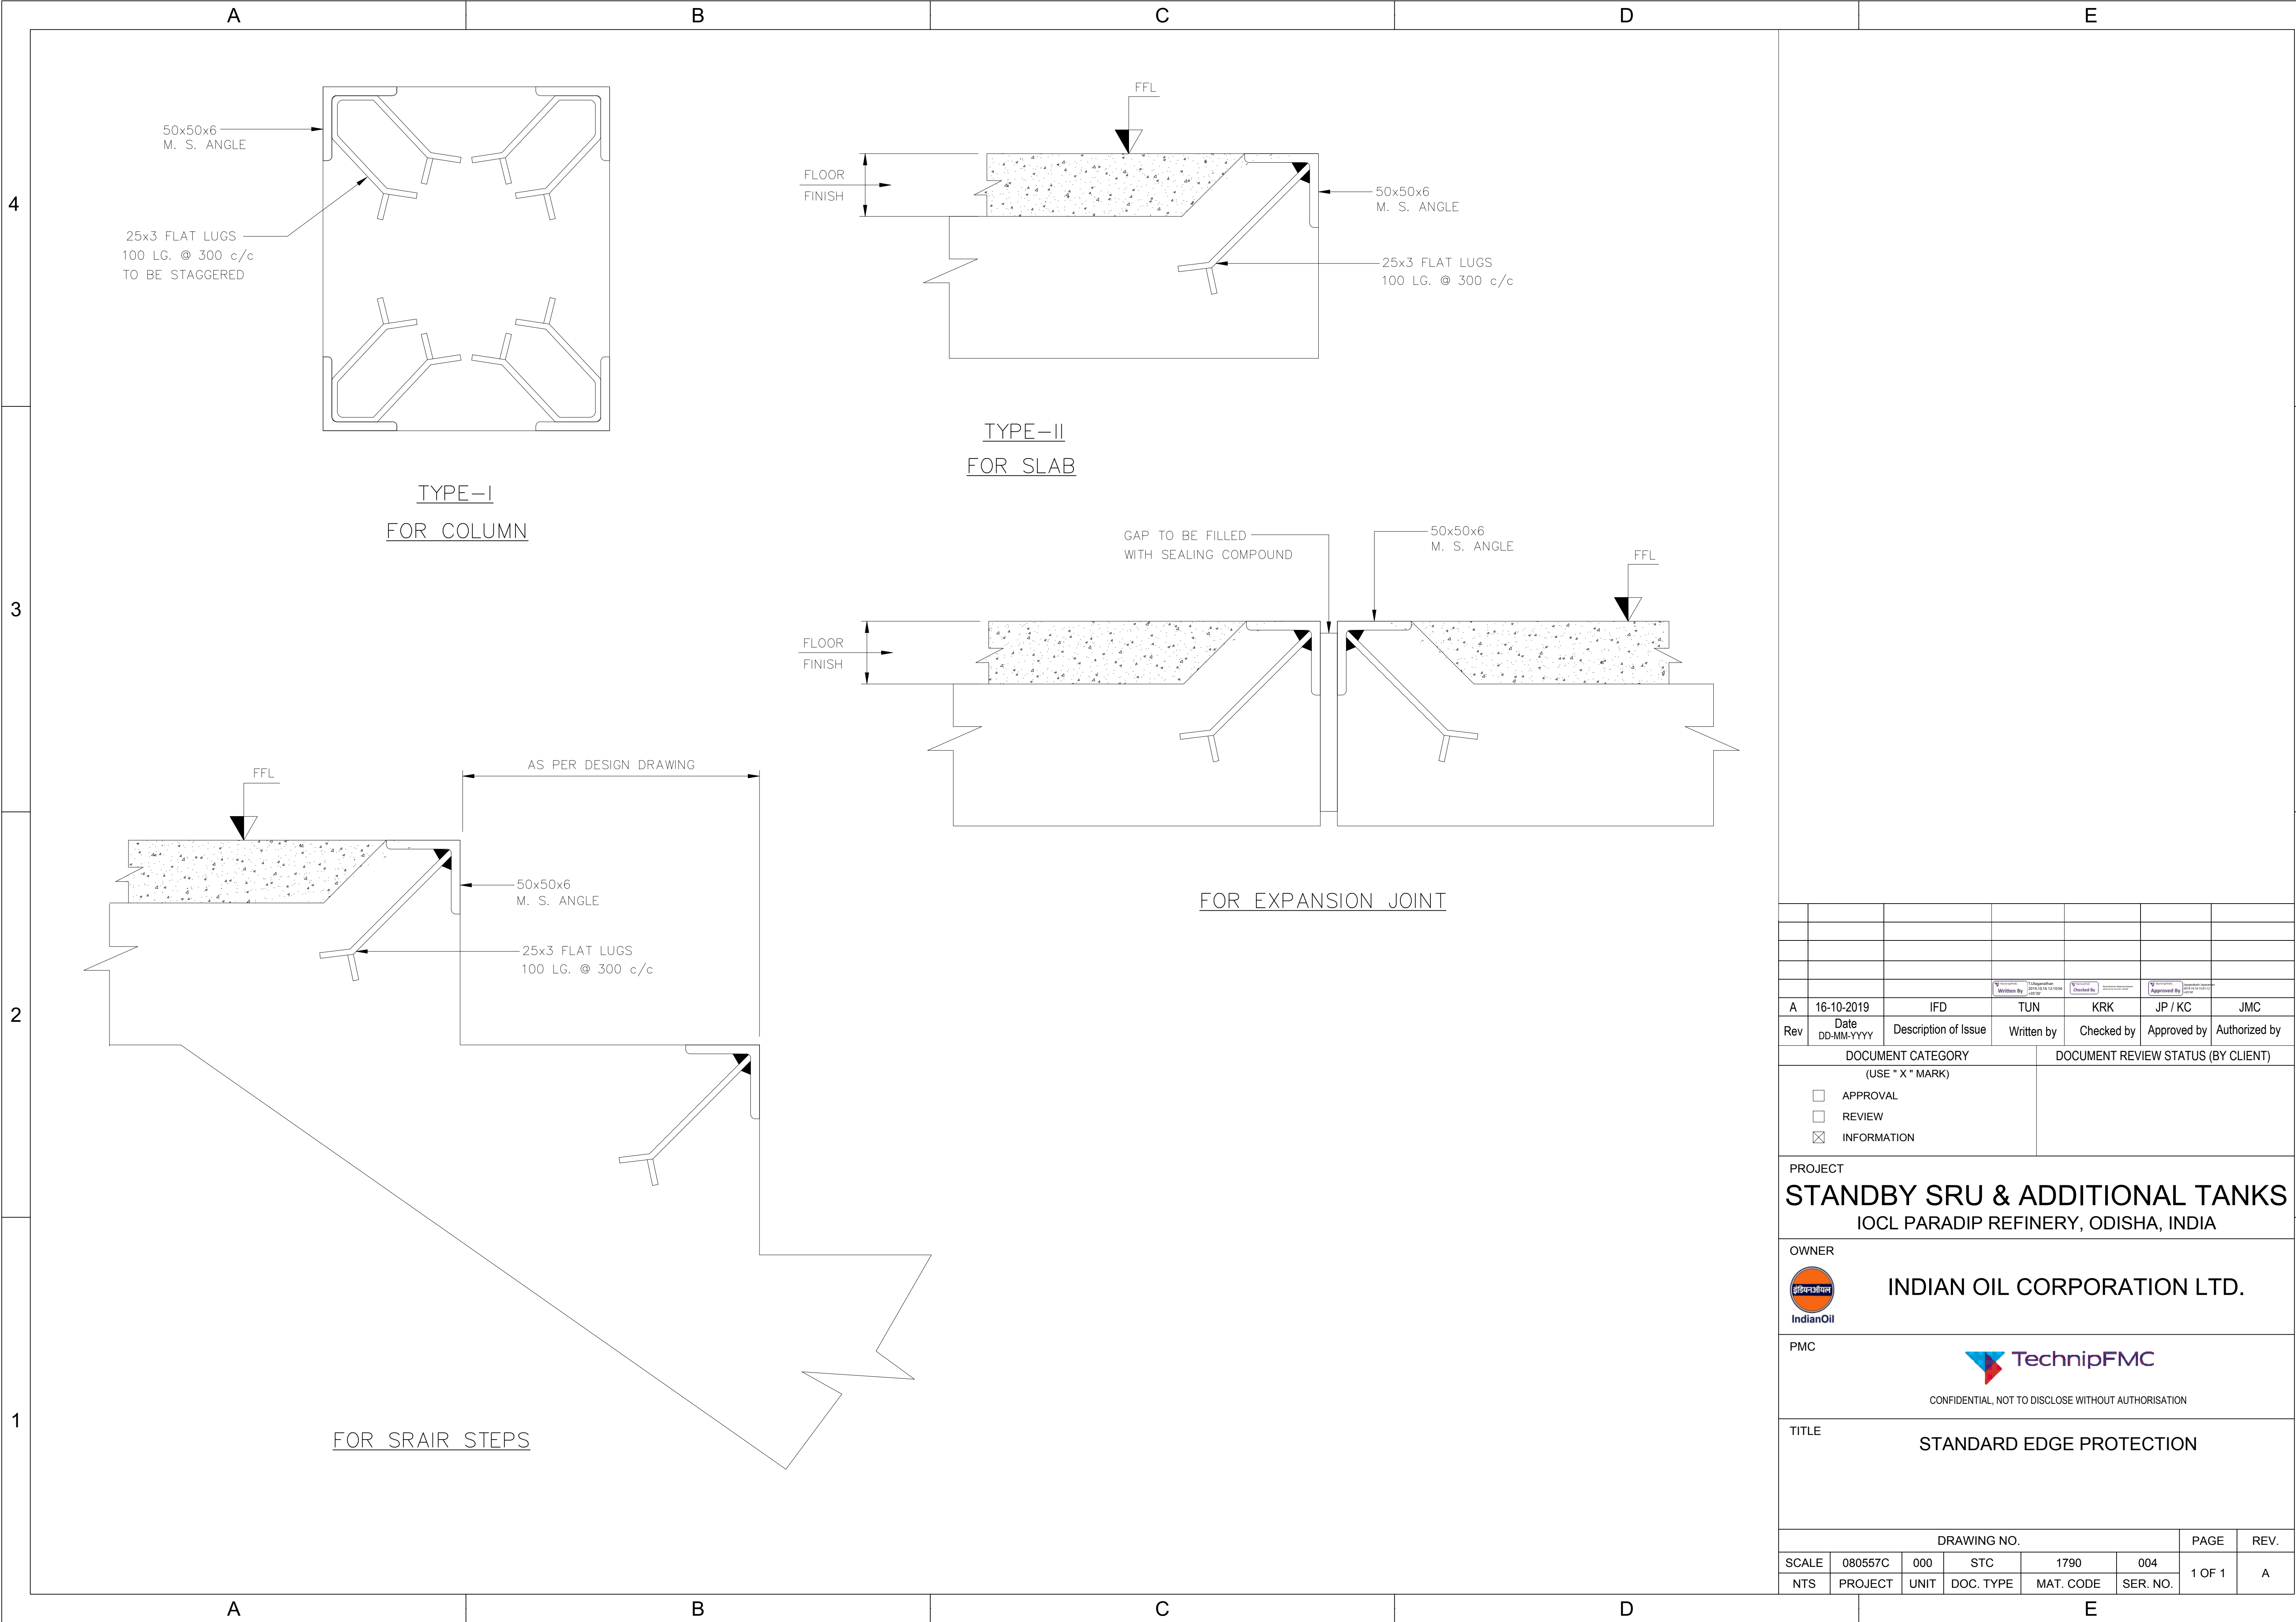 A B C D E
4
3
2
1
50x50x6
M. S. ANGLE
25x3 FLAT LUGS
100 LG. @ 300 c/c
TO BE STAGGERED
TYPE-I
FOR COLUMN
FFL
FLOOR
FINISH
50x50x6
M. S. ANGLE
25x3 FLAT LUGS
100 LG. @ 300 c/c
TYPE-II
FOR SLAB
GAP TO BE FILLED
WITH SEALING COMPOUND
50x50x6
M. S. ANGLE
FFL
FLOOR
FINISH
FOR EXPANSION JOINT
FFL
AS PER DESIGN DRAWING
50x50x6
M. S. ANGLE
25x3 FLAT LUGS
100 LG. @ 300 c/c
FOR SRAIR STEPS
Written By
Checked By
Approved By
A 16-10-2019 IFD TUN KRK JP / KC JMC
Rev Date DD-MM-YYYY Description of Issue Written by Checked by Approved by Authorized by
DOCUMENT CATEGORY
(USE " X " MARK)
APPROVAL
REVIEW
INFORMATION
DOCUMENT REVIEW STATUS (BY CLIENT)
PROJECT
STANDBY SRU & ADDITIONAL TANKS
IOCL PARADIP REFINERY, ODISHA, INDIA
OWNER
इंडियनऑयल
IndianOil
INDIAN OIL CORPORATION LTD.
PMC
TechnipFMC
CONFIDENTIAL, NOT TO DISCLOSE WITHOUT AUTHORISATION
TITLE
STANDARD EDGE PROTECTION
DRAWING NO. PAGE REV.
SCALE 080557C 000 STC 1790 004 1 OF 1 A
NTS PROJECT UNIT DOC. TYPE MAT. CODE SER. NO.
A B C D E